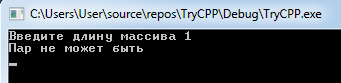 C:\Users\User\source\repos\TryCPP\Debug\TryCPP.exe
Введите длину массива 1
Пар не может быть